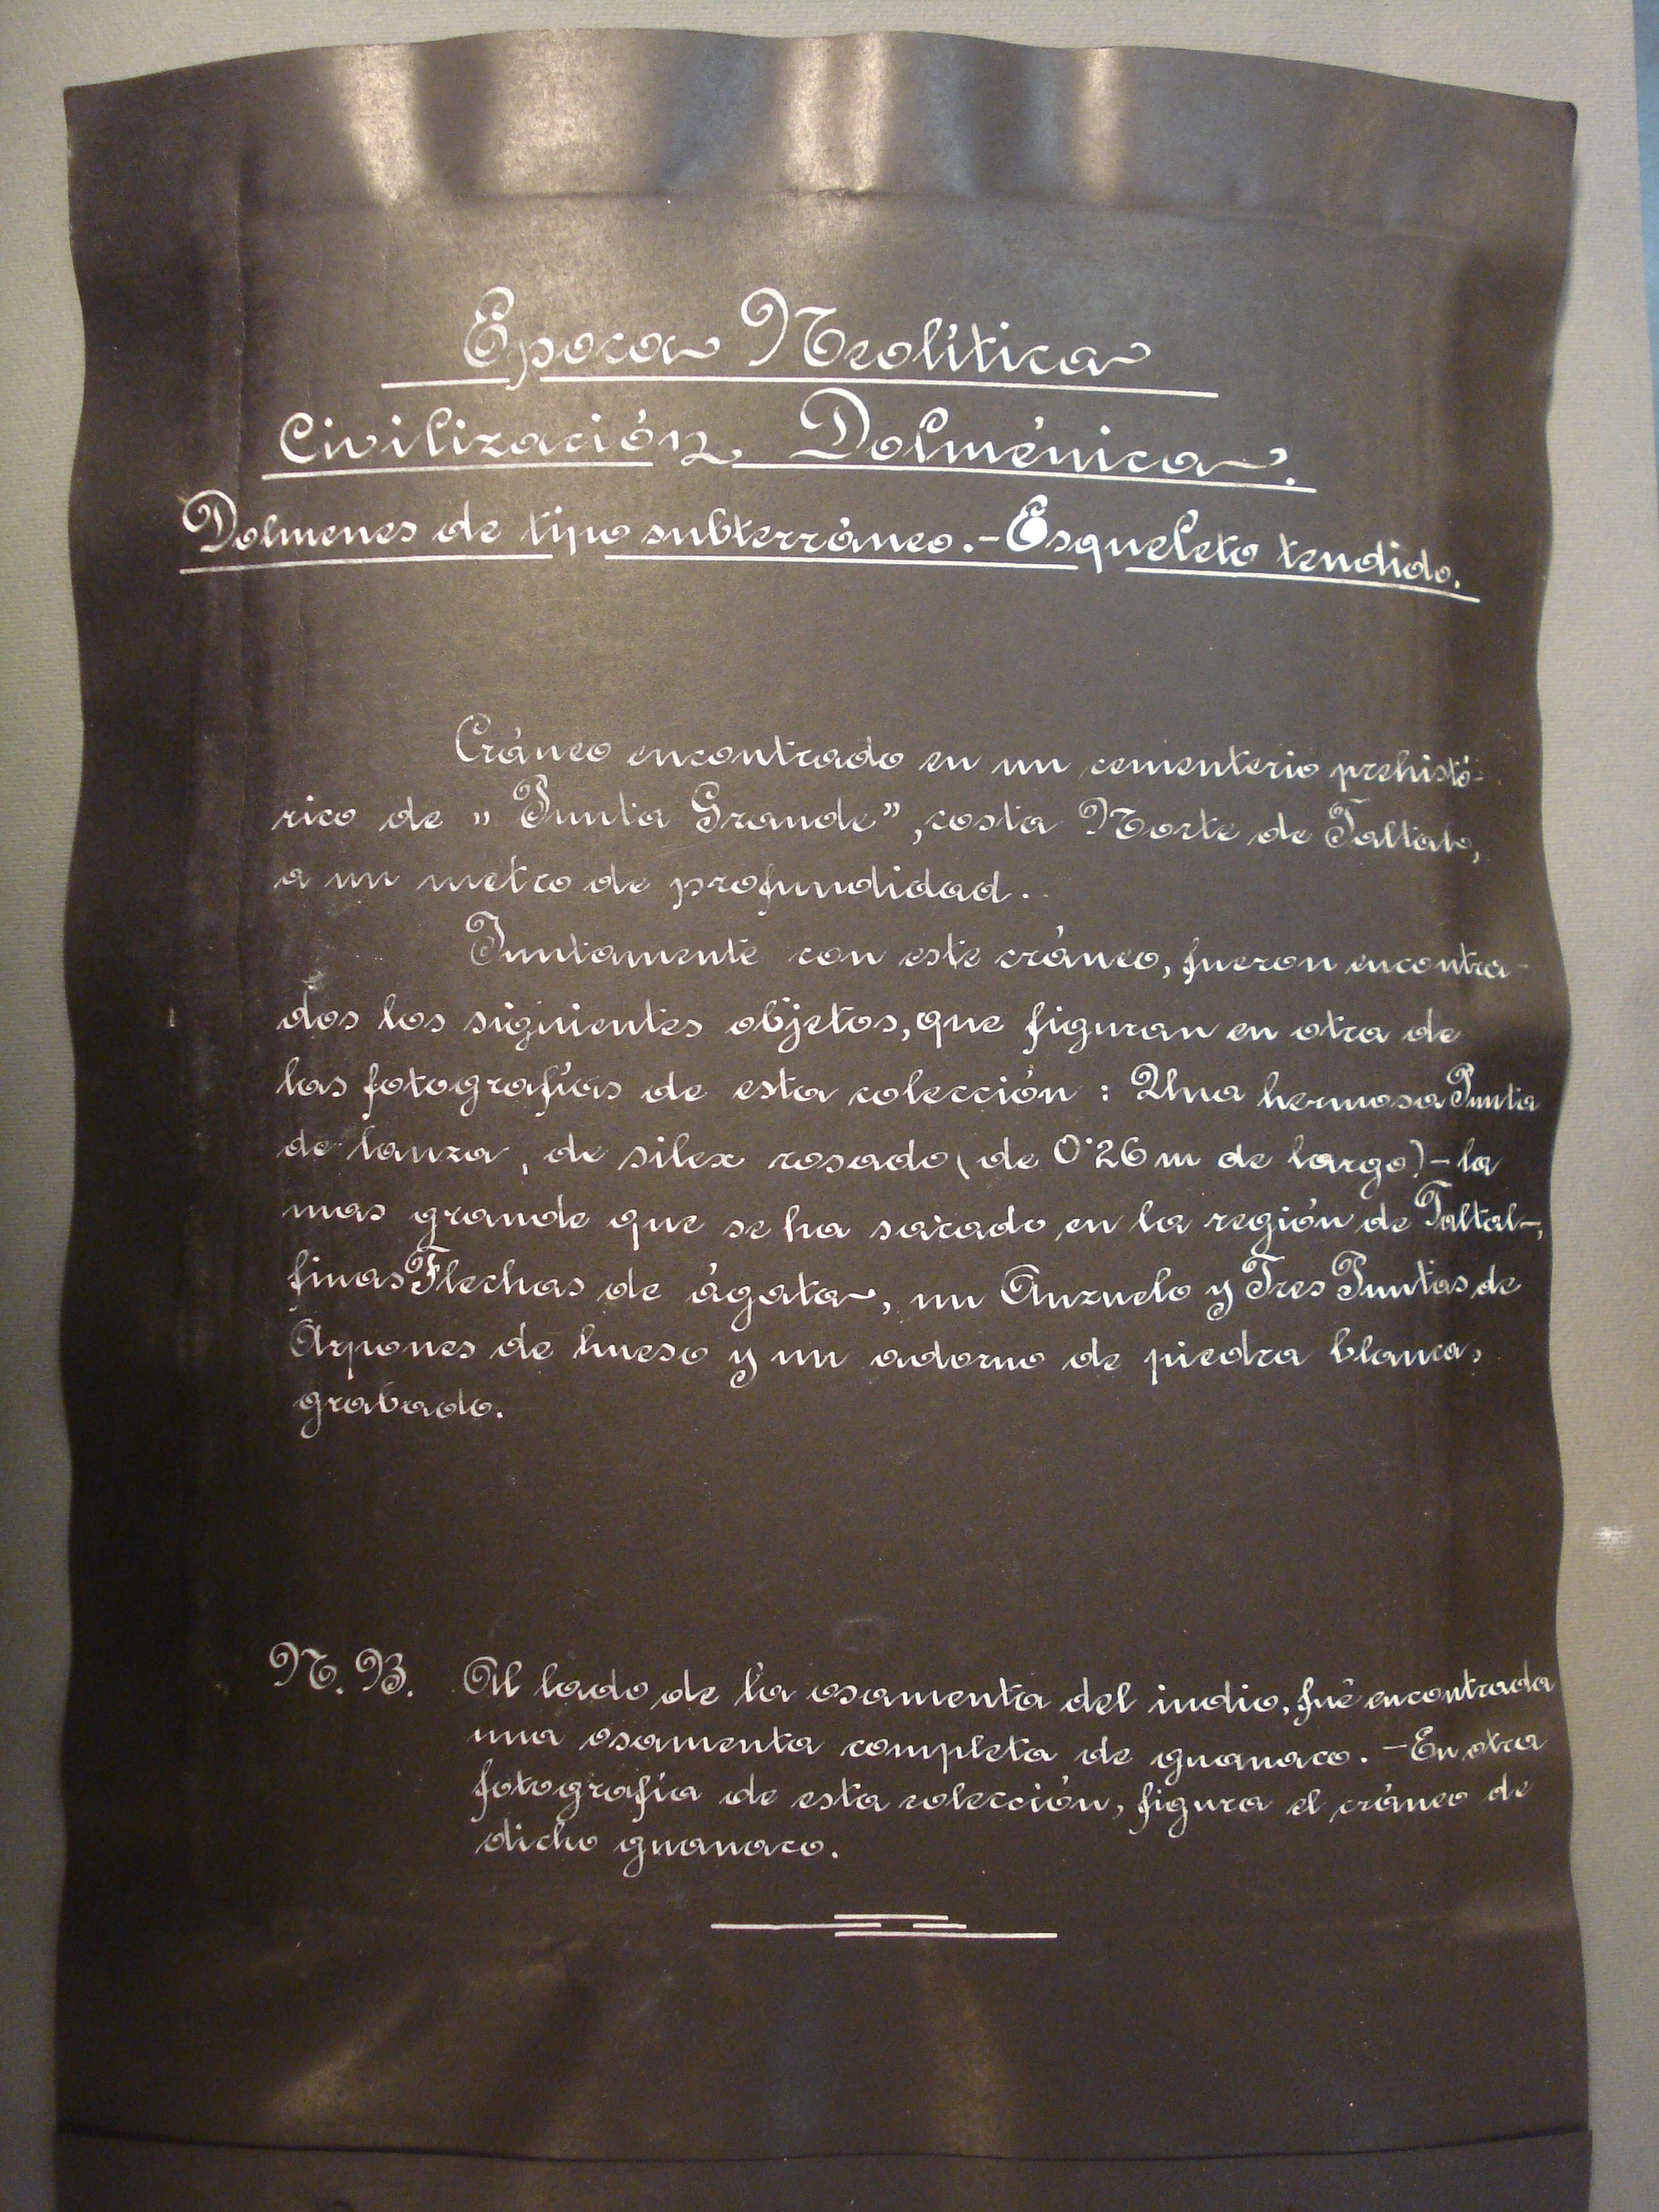 Epoca Neolítica
Civilización Dolménica.
Dolmenes de tipo subterráneo.-Esqueleto tendido.
Cráneo encontrado en un cementerio prehistó-
rico de "Punta Grande", costa Norte de Taltal,
a un metro de profundidad.
Juntamente con este cráneo, fueron encontra-
dos los siguientes objetos, que figuran en otra de
las fotografías de esta colección: Una hermosa Punta
de lanza, de silex rosado (de 0'26 m de largo)-la
mas grande que se ha sacado en la región de Taltal-,
finas Flechas de ágata, un Anzuelo y Tres Puntas de
Arpones de hueso y un adorno de piedra blanca,
grabado.
N. B. Al lado de la osamenta del indio, fué encontrada
una osamenta completa de guanaco.-En otra
fotografía de esta colección, figura el cráneo de
dicho guanaco.